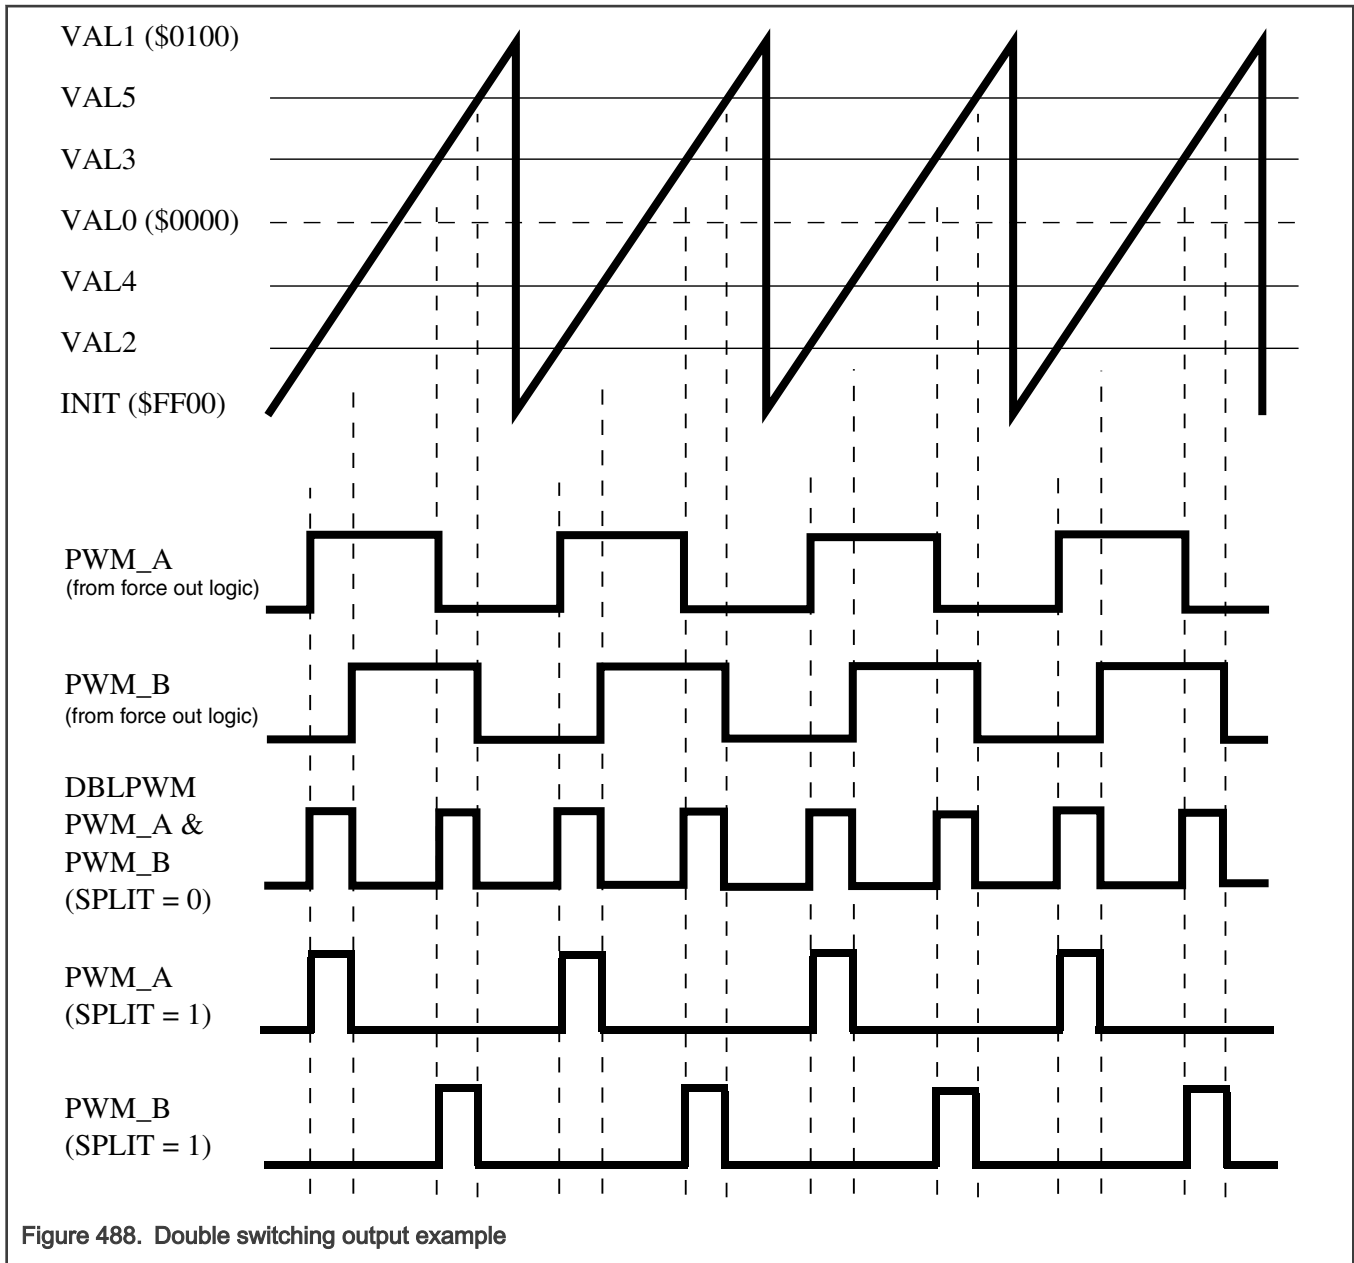 VAL1 ($0100)
VAL5
VAL3
VAL0 ($0000)
VAL4
VAL2
INIT ($FF00)
PWM_A
(from force out logic)
PWM_B
(from force out logic)
DBLPWM
PWM_A &
PWM_B
(SPLIT = 0)
PWM_A
(SPLIT = 1)
PWM_B
(SPLIT = 1)
Figure 488. Double switching output example